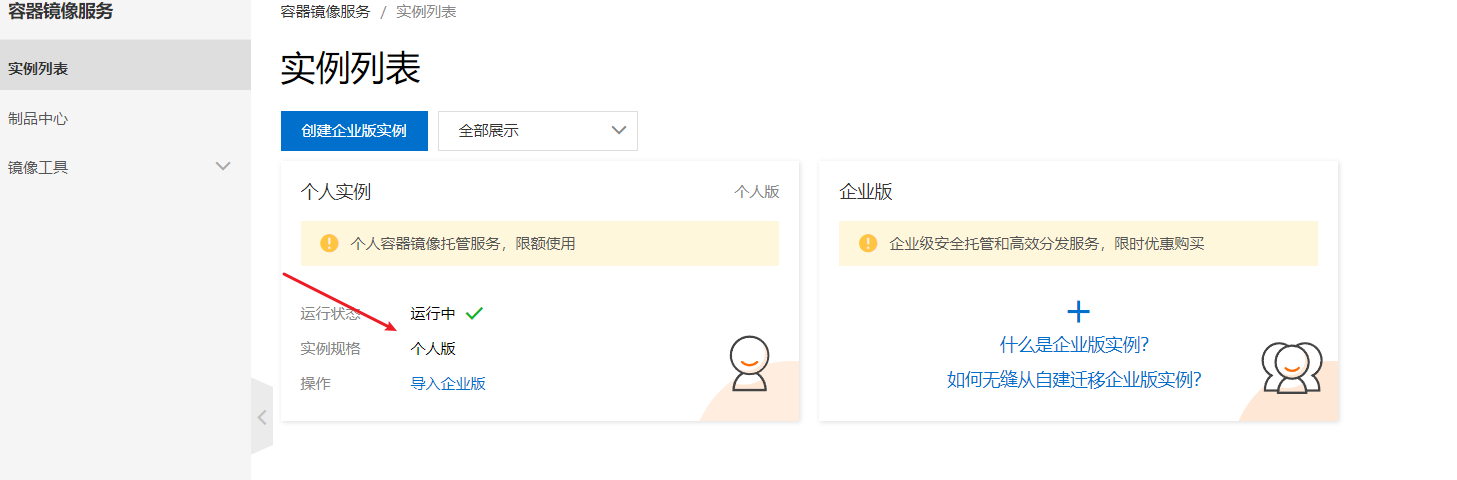 容器镜像服务
容器镜像服务 / 实例列表
实例列表
制品中心
镜像工具
实例列表
创建企业版实例
全部展示
个人实例
个人版
个人容器镜像托管服务，限额使用
运行状态 运行中
实例规格 个人版
操作 导入企业版
企业版
企业级安全托管和高效分发服务，限时优惠购买
什么是企业版实例?
如何无缝从自建迁移企业版实例?